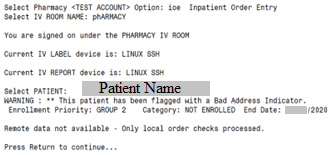 Select Pharmacy <TEST ACCOUNT> Option: ioe  Inpatient Order Entry
Select IV ROOM NAME: pHARMACY
You are signed on under the PHARMACY IV ROOM
Current IV LABEL device is: LINUX SSH
Current IV REPORT device is: LINUX SSH
Select PATIENT: Patient Name
WARNING : ** This patient has been flagged with a Bad Address Indicator.
Enrollment Priority: GROUP 2  Category: NOT ENROLLED  End Date: /2020
Remote data not available - Only local order checks processed.
Press Return to continue...